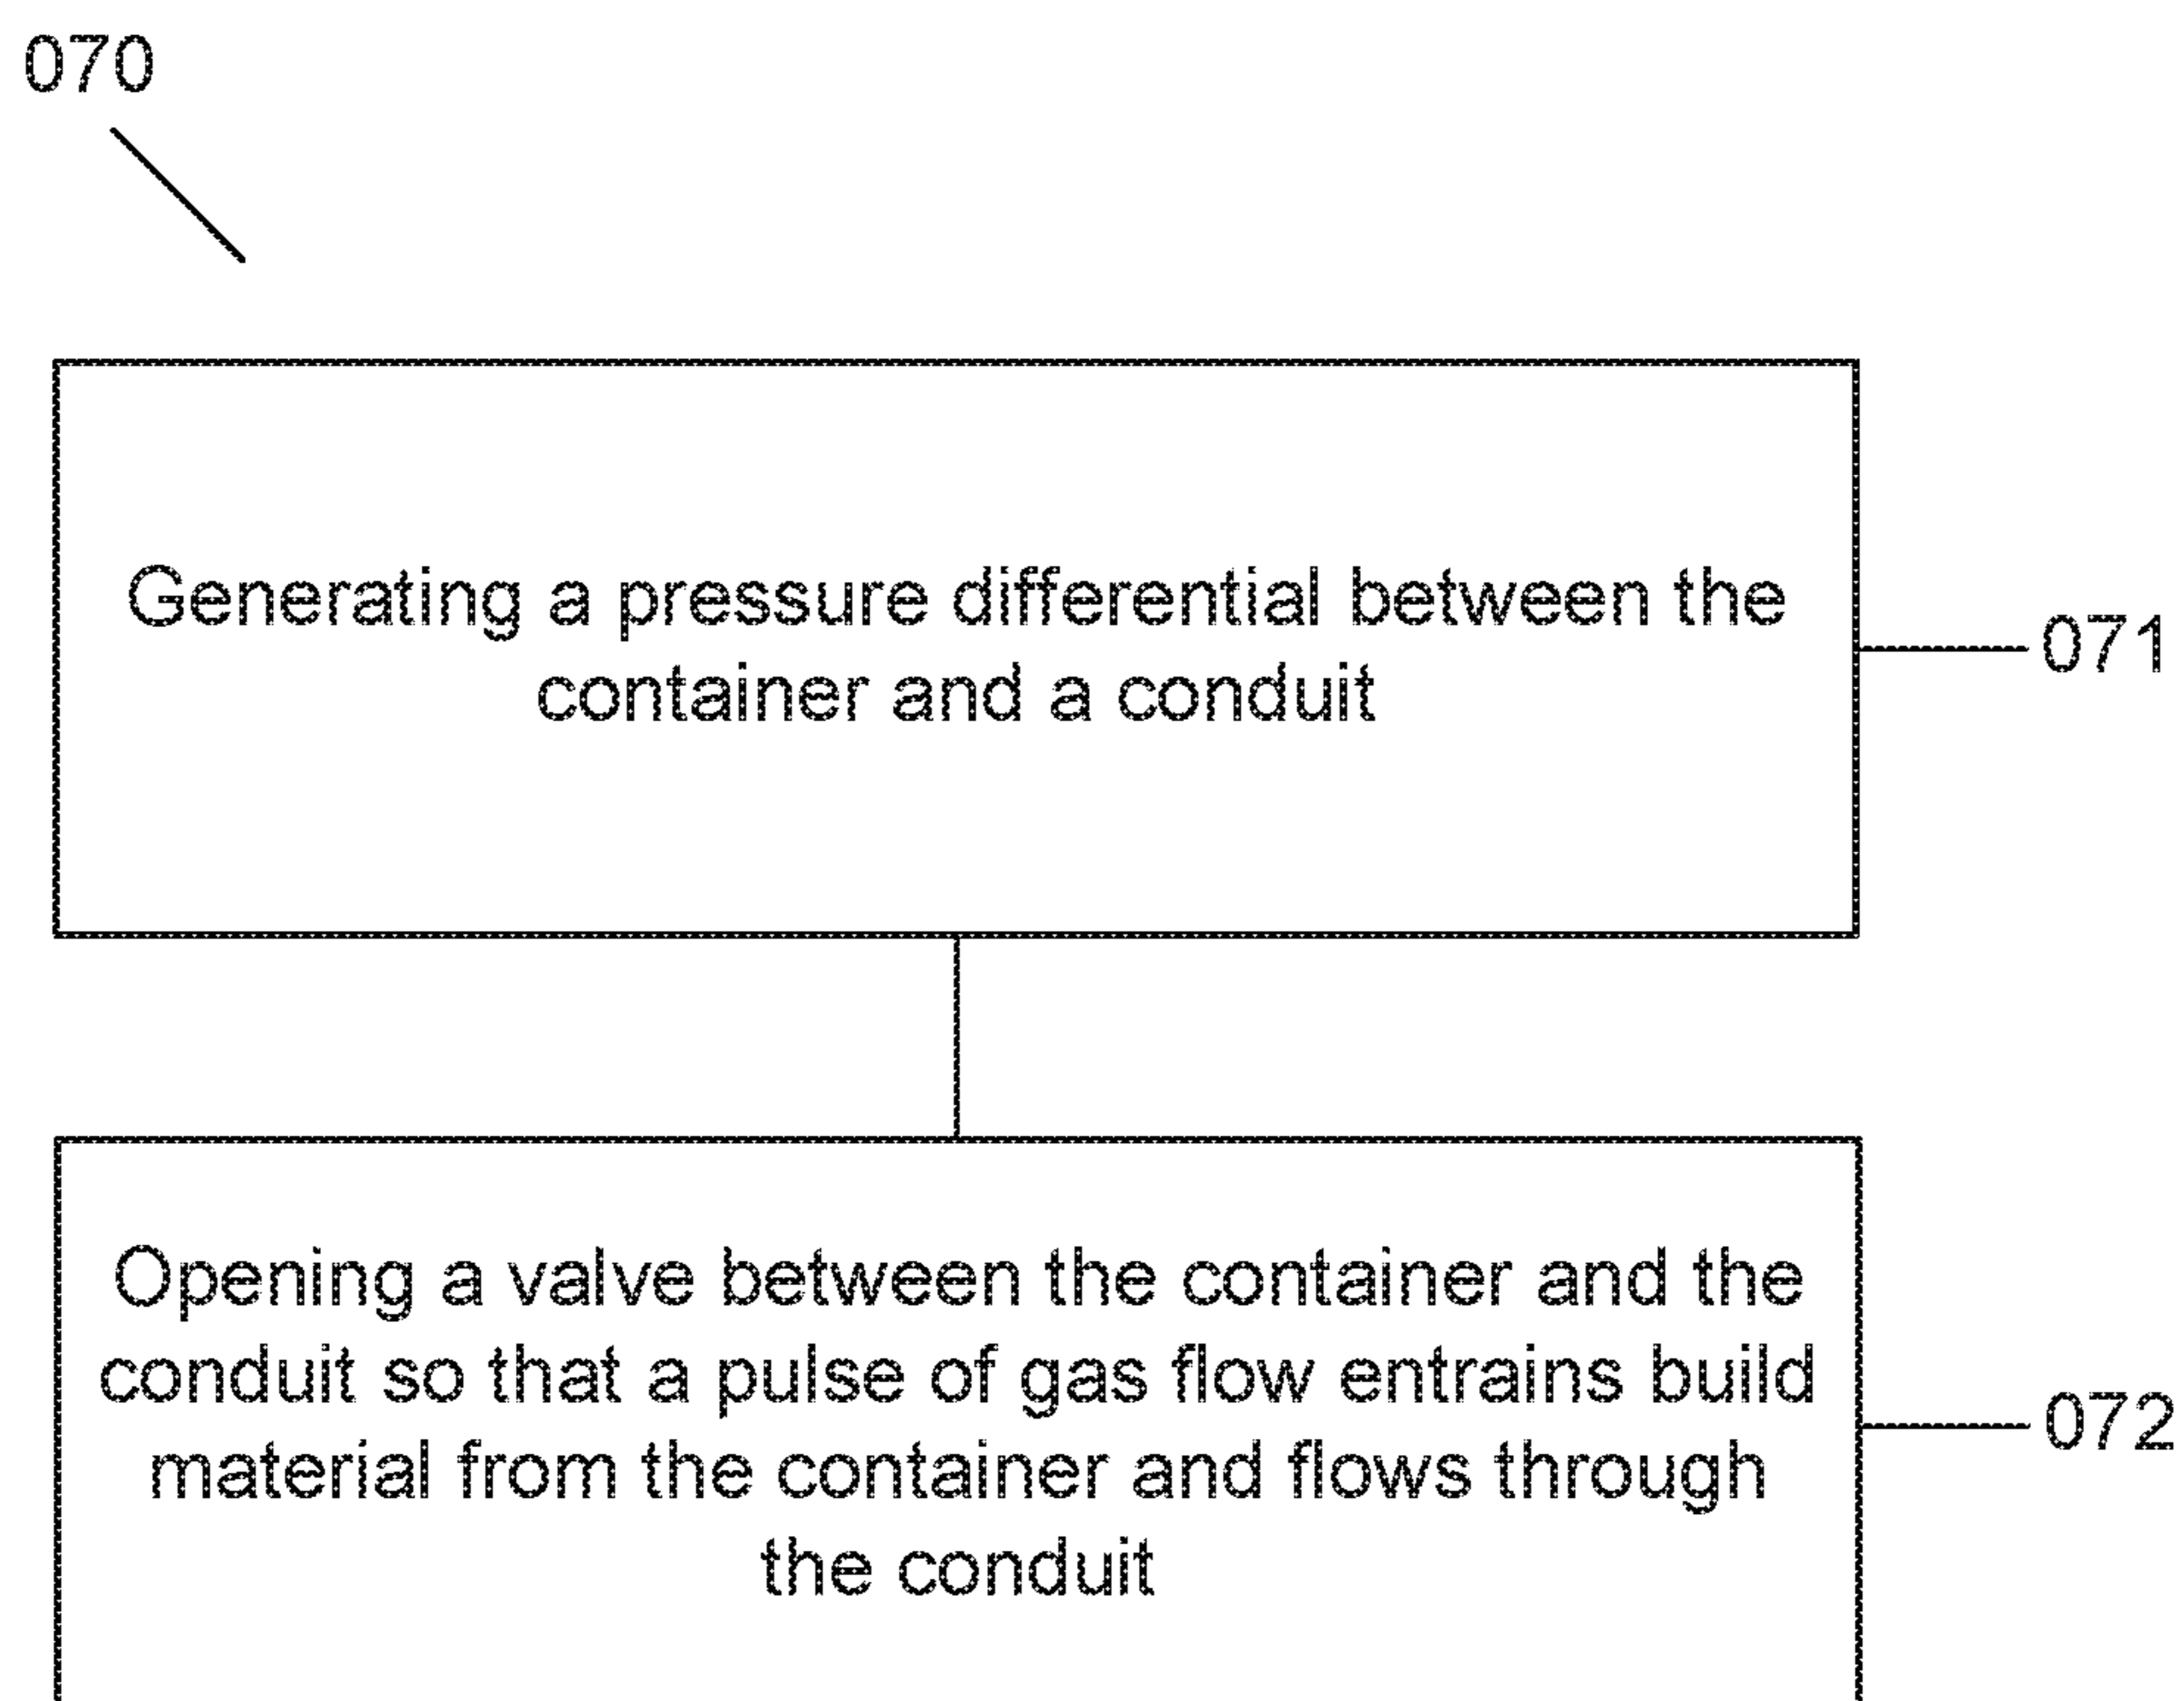 070
Generating a pressure differential between the
container and a conduit
071
Opening a valve between the container and the
conduit so that a pulse of gas flow entrains build
material from the container and flows through
the conduit
072